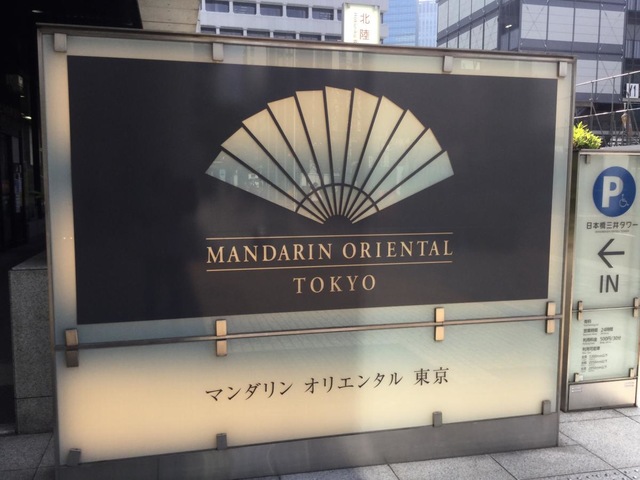 北陸
MANDARIN ORIENTAL
TOKYO
マンダリン オリエンタル 東京
P
日本橋三井タワー
←
IN